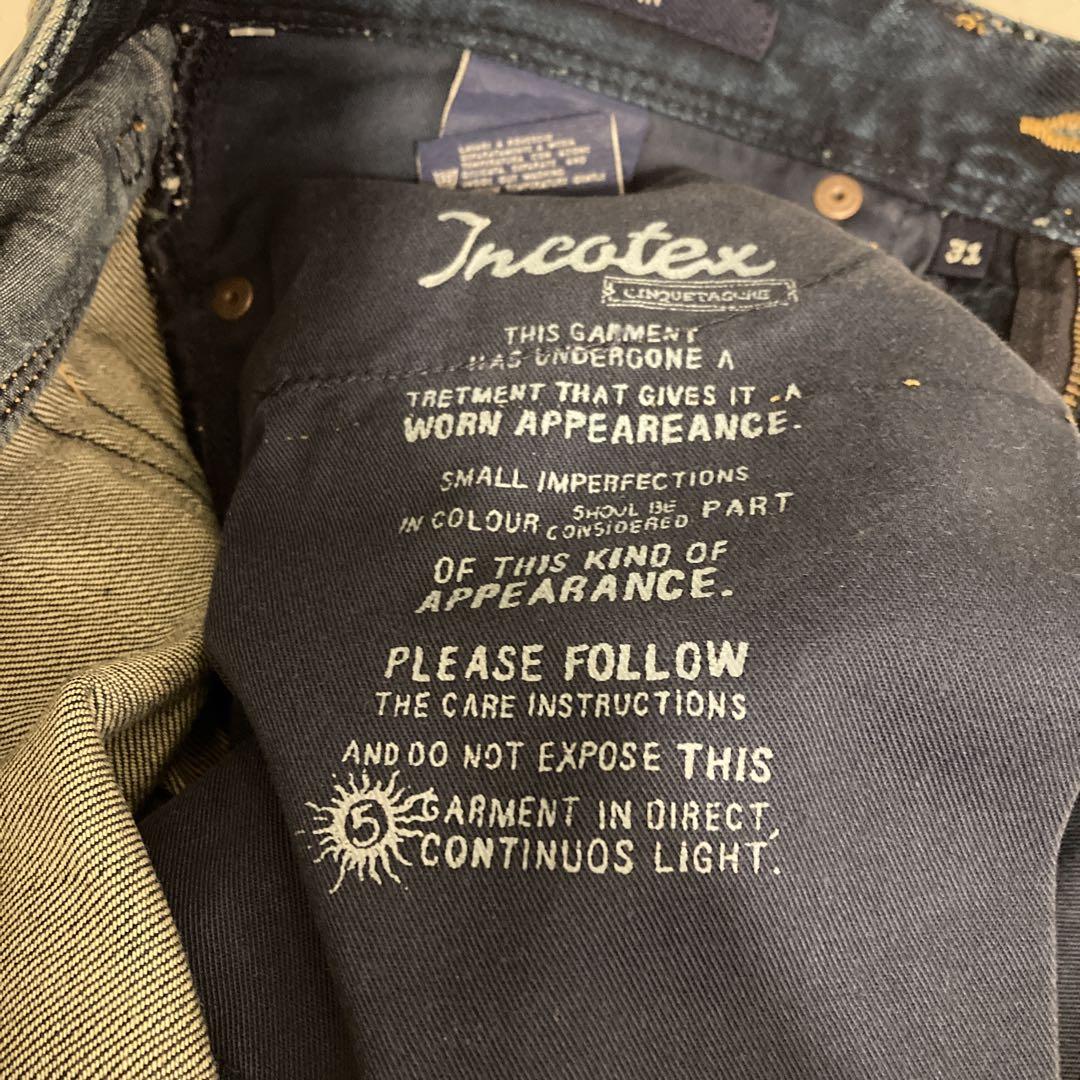 31
Incotex
CINQUETASCHE
THIS GARMENT
HAS UNDERGONE A
TRETMENT THAT GIVES IT A
WORN APPEAREANCE.
SMALL IMPERFECTIONS
IN COLOUR SHOUL BE CONSIDERED PART
OF THIS KIND OF
APPEARANCE.
PLEASE FOLLOW
THE CARE INSTRUCTIONS
AND DO NOT EXPOSE THIS
5 GARMENT IN DIRECT,
CONTINUOS LIGHT.